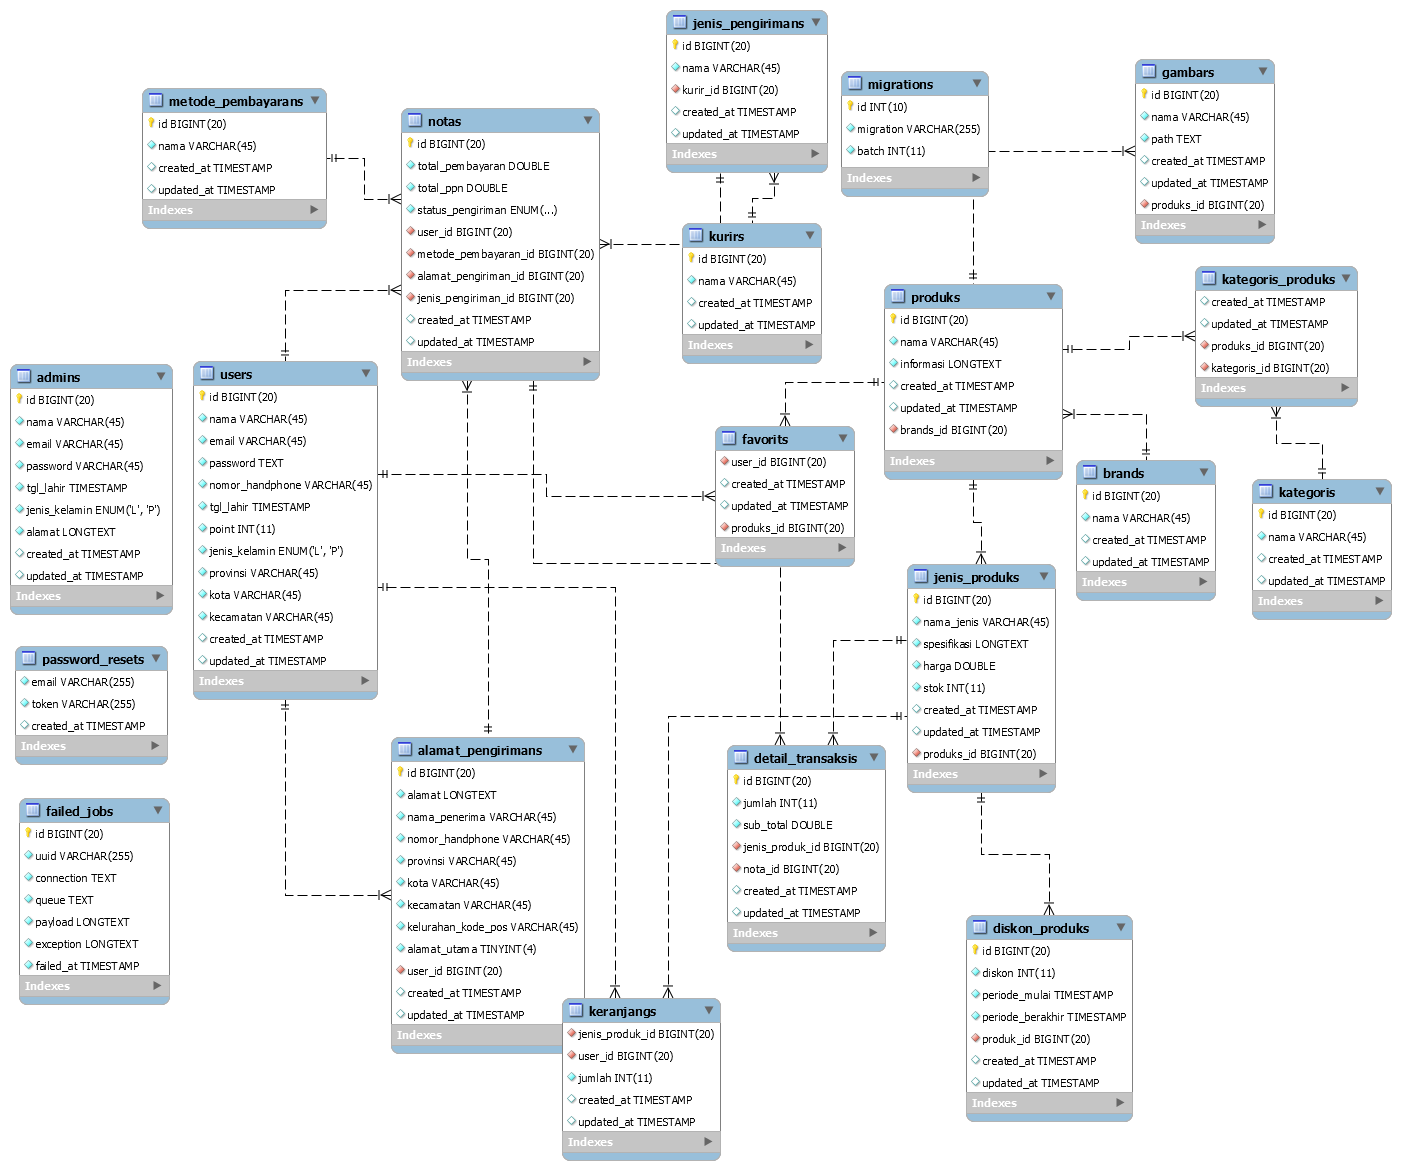 jenis_pengirimans
id BIGINT(20)
nama VARCHAR(45)
kurir_id BIGINT(20)
created_at TIMESTAMP
updated_at TIMESTAMP
Indexes
migrations
id INT(10)
migration VARCHAR(255)
batch INT(11)
Indexes
gambars
id BIGINT(20)
nama VARCHAR(45)
path TEXT
created_at TIMESTAMP
updated_at TIMESTAMP
produks_id BIGINT(20)
Indexes
metode_pembayarans
id BIGINT(20)
nama VARCHAR(45)
created_at TIMESTAMP
updated_at TIMESTAMP
Indexes
notas
id BIGINT(20)
total_pembayaran DOUBLE
total_ppn DOUBLE
status_pengiriman ENUM(...)
user_id BIGINT(20)
metode_pembayaran_id BIGINT(20)
alamat_pengiriman_id BIGINT(20)
jenis_pengiriman_id BIGINT(20)
created_at TIMESTAMP
updated_at TIMESTAMP
Indexes
kurirs
id BIGINT(20)
nama VARCHAR(45)
created_at TIMESTAMP
updated_at TIMESTAMP
Indexes
produks
id BIGINT(20)
nama VARCHAR(45)
informasi LONGTEXT
created_at TIMESTAMP
updated_at TIMESTAMP
brands_id BIGINT(20)
Indexes
kategoris_produks
created_at TIMESTAMP
updated_at TIMESTAMP
produks_id BIGINT(20)
kategoris_id BIGINT(20)
Indexes
admins
id BIGINT(20)
nama VARCHAR(45)
email VARCHAR(45)
password VARCHAR(45)
tgl_lahir TIMESTAMP
jenis_kelamin ENUM('L', 'P')
alamat LONGTEXT
created_at TIMESTAMP
updated_at TIMESTAMP
Indexes
users
id BIGINT(20)
nama VARCHAR(45)
email VARCHAR(45)
password TEXT
nomor_handphone VARCHAR(45)
tgl_lahir TIMESTAMP
point INT(11)
jenis_kelamin ENUM('L', 'P')
provinsi VARCHAR(45)
kota VARCHAR(45)
kecamatan VARCHAR(45)
created_at TIMESTAMP
updated_at TIMESTAMP
Indexes
favorits
user_id BIGINT(20)
created_at TIMESTAMP
updated_at TIMESTAMP
produks_id BIGINT(20)
Indexes
brands
id BIGINT(20)
nama VARCHAR(45)
created_at TIMESTAMP
updated_at TIMESTAMP
Indexes
kategoris
id BIGINT(20)
nama VARCHAR(45)
created_at TIMESTAMP
updated_at TIMESTAMP
Indexes
jenis_produks
id BIGINT(20)
nama_jenis VARCHAR(45)
spesifikasi LONGTEXT
harga DOUBLE
stok INT(11)
created_at TIMESTAMP
updated_at TIMESTAMP
produks_id BIGINT(20)
Indexes
password_resets
email VARCHAR(255)
token VARCHAR(255)
created_at TIMESTAMP
Indexes
alamat_pengirimans
id BIGINT(20)
alamat LONGTEXT
nama_penerima VARCHAR(45)
nomor_handphone VARCHAR(45)
provinsi VARCHAR(45)
kota VARCHAR(45)
kecamatan VARCHAR(45)
kelurahan_kode_pos VARCHAR(45)
alamat_utama TINYINT(4)
user_id BIGINT(20)
created_at TIMESTAMP
updated_at TIMESTAMP
Indexes
detail_transaksis
id BIGINT(20)
jumlah INT(11)
sub_total DOUBLE
jenis_produk_id BIGINT(20)
nota_id BIGINT(20)
created_at TIMESTAMP
updated_at TIMESTAMP
Indexes
failed_jobs
id BIGINT(20)
uuid VARCHAR(255)
connection TEXT
queue TEXT
payload LONGTEXT
exception LONGTEXT
failed_at TIMESTAMP
Indexes
diskon_produks
id BIGINT(20)
diskon INT(11)
periode_mulai TIMESTAMP
periode_berakhir TIMESTAMP
produk_id BIGINT(20)
created_at TIMESTAMP
updated_at TIMESTAMP
Indexes
keranjangs
jenis_produk_id BIGINT(20)
user_id BIGINT(20)
jumlah INT(11)
created_at TIMESTAMP
updated_at TIMESTAMP
Indexes